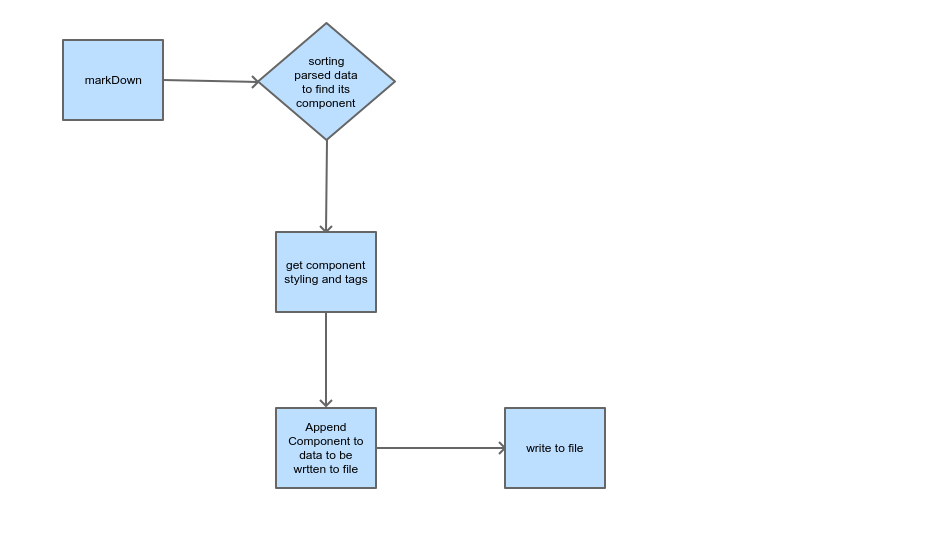 markDown
sorting
parsed data
to find its
component
get component
styling and tags
Append
Component to
data to be
wrtten to file
write to file